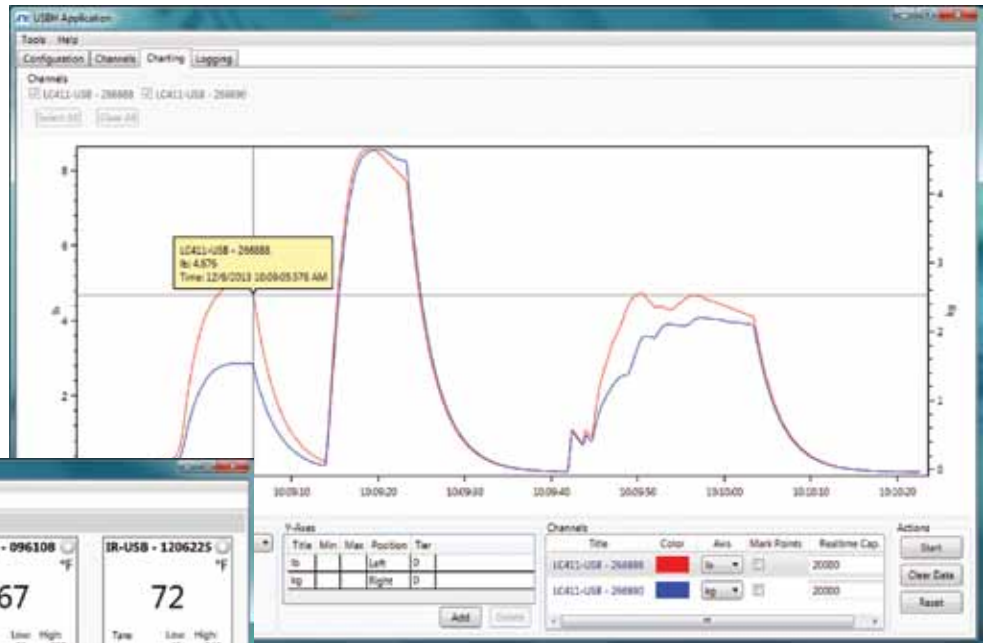 USBH Application
Tools Help
Configuration Channels Charting Logging
Channels
LC411-USB - 266888 LC411-USB - 266890
Select All Clear All
8
6
4
2
lb
4
3
2
1
0
kg
LC411-USB - 266888
lb: 4.676
Time: 12/6/2013 10:09:05.376 AM
10:09:10 10:09:20 10:09:30 10:09:40 10:09:50 10:10:00 10:10:10 10:10:20
- 096108
°F
67
Low High
IR-USB - 1206225
°F
72
Tare Low High
Y-Axes
Title Min Max Position Tier
lb Left 0
kg Right 0
Add Delete
Channels
Title Color Axis Mark Points Realtime Cap.
LC411-USB - 266888 lb 20000
LC411-USB - 266890 kg 20000
Actions
Start
Clear Data
Reset